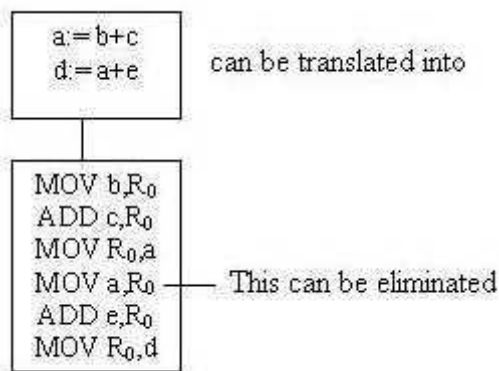 a:= b+c
d:= a+e
can be translated into
MOV b,R₀
ADD c,R₀
MOV R₀,a
MOV a,R₀
This can be eliminated
ADD e,R₀
MOV R₀,d